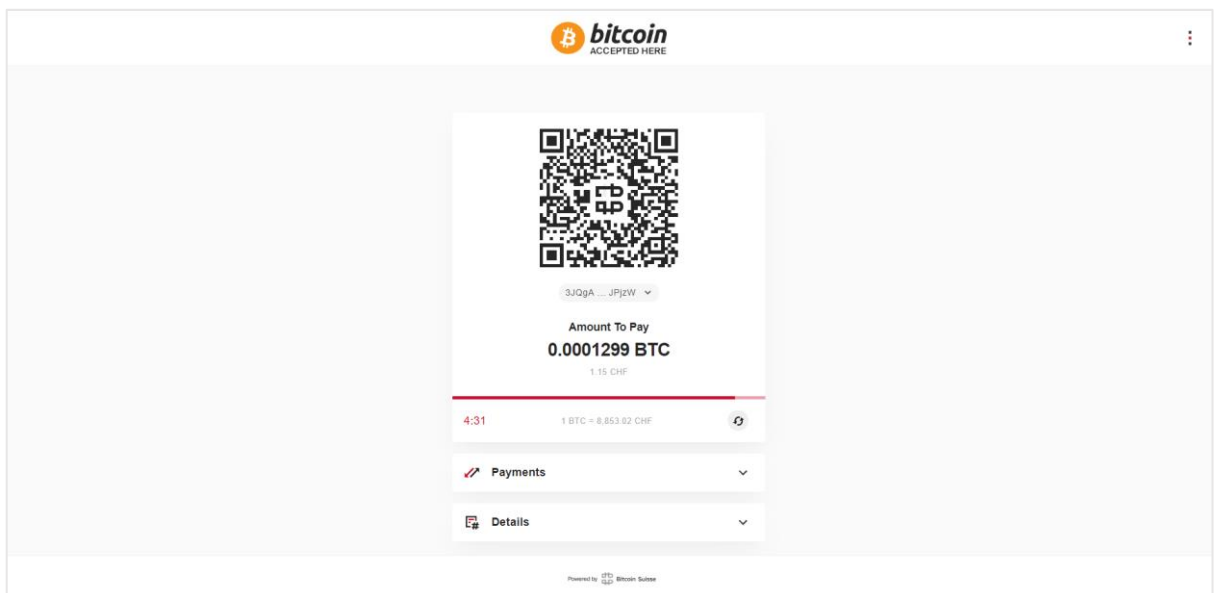 bitcoin
ACCEPTED HERE
3JQgA ... JPjzW
Amount To Pay
0.0001299 BTC
1.15 CHF
4:31
1 BTC = 8,853.02 CHF
Payments
Details
Powered by Bitcoin Suisse